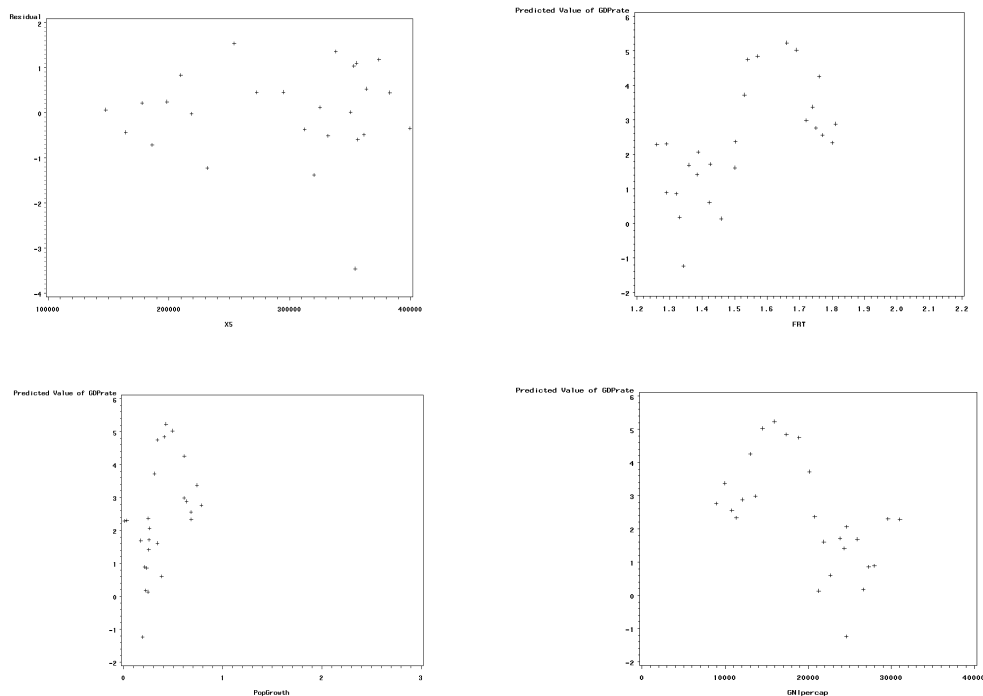 Residual
2
1
0
-1
-2
-3
-4
100000 200000 300000 400000
X5
Predicted Value of GDPrate
6
5
4
3
2
1
0
-1
-2
1.2 1.3 1.4 1.5 1.6 1.7 1.8 1.9 2.0 2.1 2.2
FRT
Predicted Value of GDPrate
6
5
4
3
2
1
0
-1
-2
0 1 2 3
PopGrowth
Predicted Value of GDPrate
6
5
4
3
2
1
0
-1
-2
0 10000 20000 30000 40000
GNIpercap